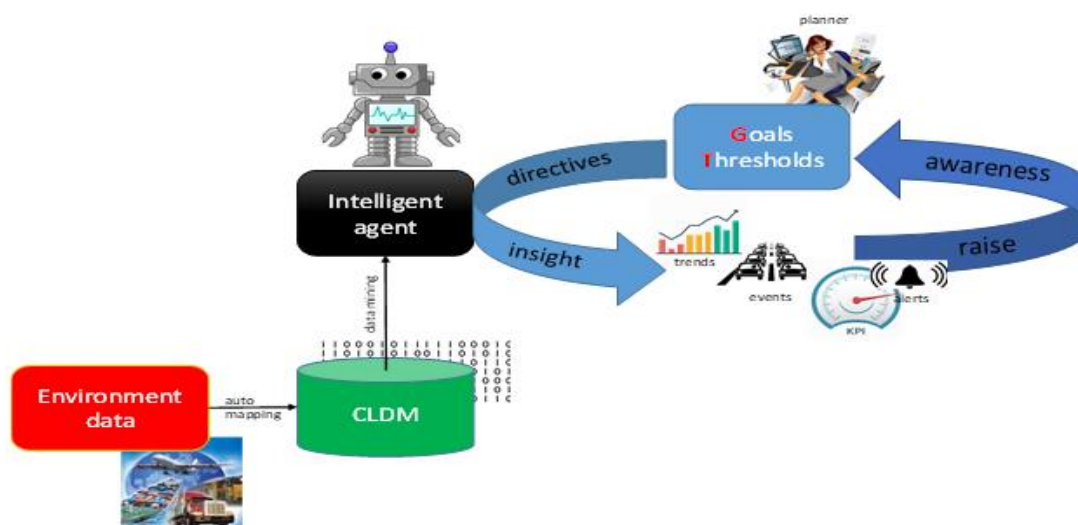 planner
Goals
Thresholds
directives
awareness
Intelligent
agent
insight
raise
trends
events
alerts
KPI
data mining
Environment
data
auto
mapping
CLDM